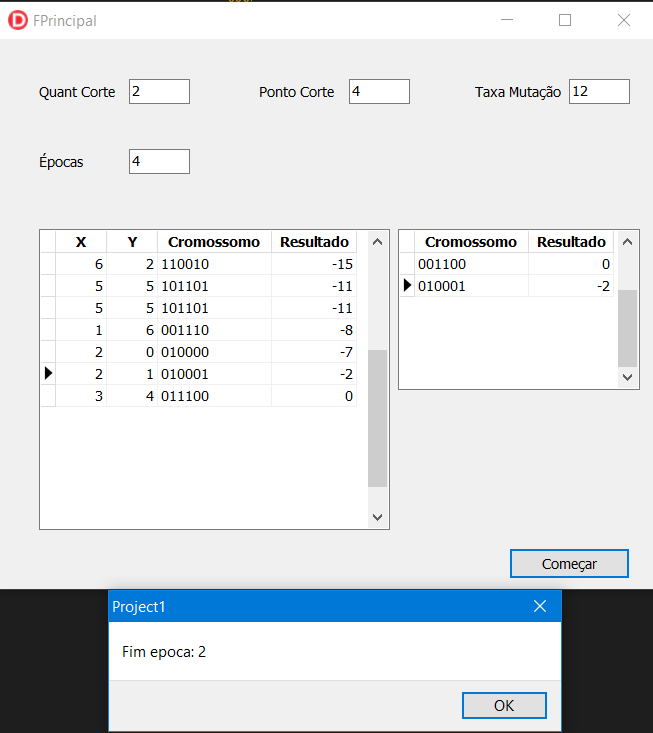 FPrincipal
Quant Corte 2 Ponto Corte 4 Taxa Mutação 12
Épocas 4
X Y Cromossomo Resultado
6 2 110010 -15
5 5 101101 -11
5 5 101101 -11
1 6 001110 -8
2 0 010000 -7
2 1 010001 -2
3 4 011100 0
Cromossomo Resultado
001100 0
010001 -2
Começar
Project1
Fim epoca: 2
OK